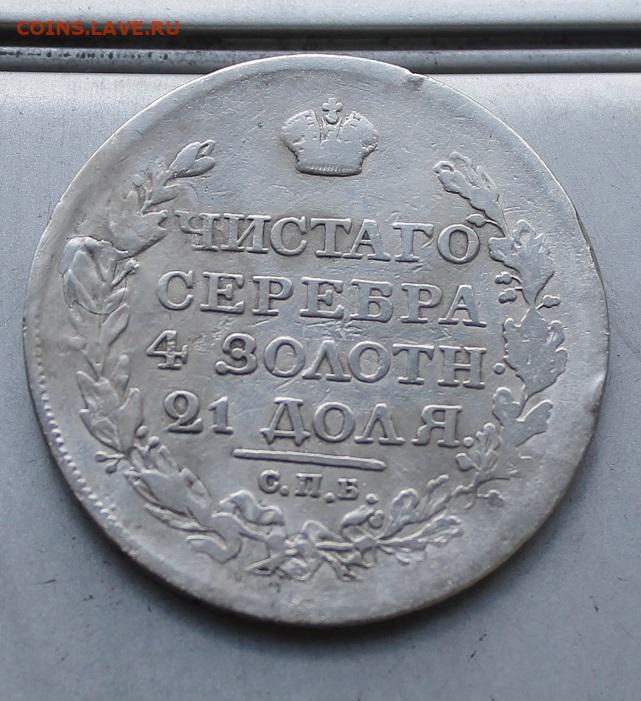 COINS.LAVE.RU
ЧИСТАГО
СЕРЕБРА
4 ЗОЛОТН.
21 ДОЛЯ.
С.П.Б.